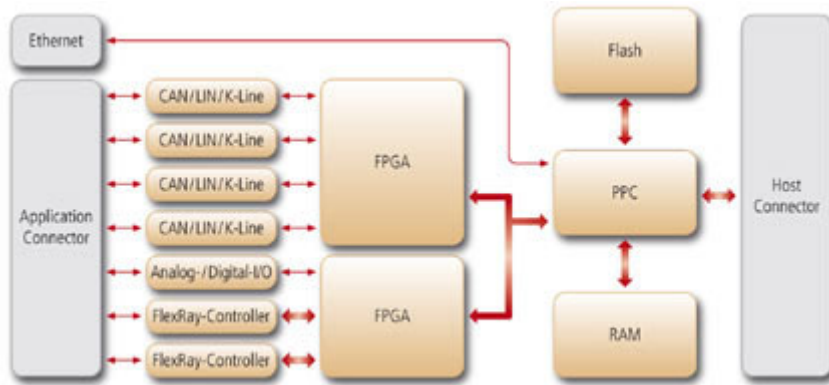 Ethernet
Application
Connector
CAN/LIN/K-Line
CAN/LIN/K-Line
CAN/LIN/K-Line
CAN/LIN/K-Line
Analog-/Digital-I/O
FlexRay-Controller
FlexRay-Controller
FPGA
FPGA
Flash
PPC
RAM
Host
Connector